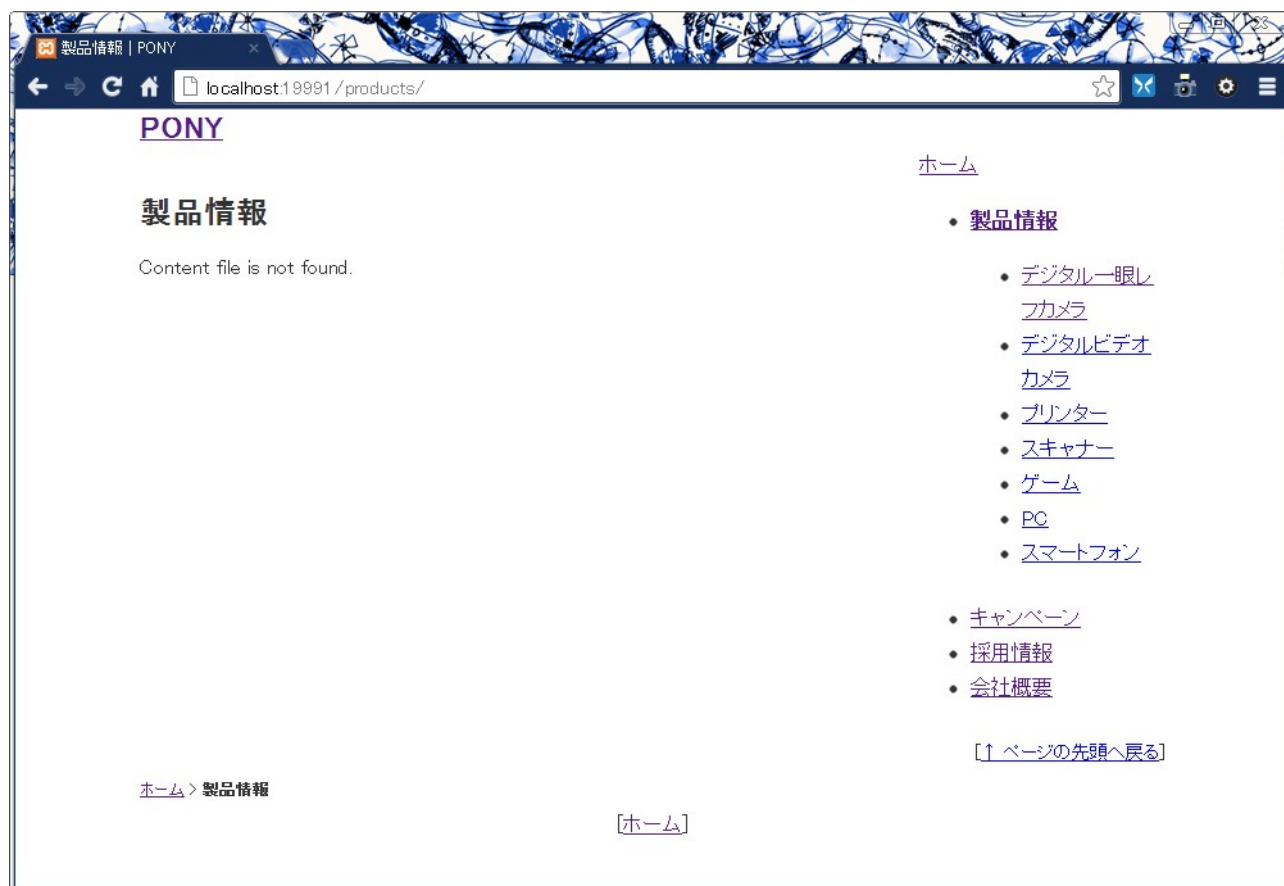 製品情報 | PONY
localhost:19991/products/
PONY
製品情報
Content file is not found.
ホーム
製品情報
デジタル一眼レ
フカメラ
デジタルビデオ
カメラ
プリンター
スキャナー
ゲーム
PC
スマートフォン
キャンペーン
採用情報
会社概要
[↑ ページの先頭へ戻る]
ホーム > 製品情報
[ホーム]